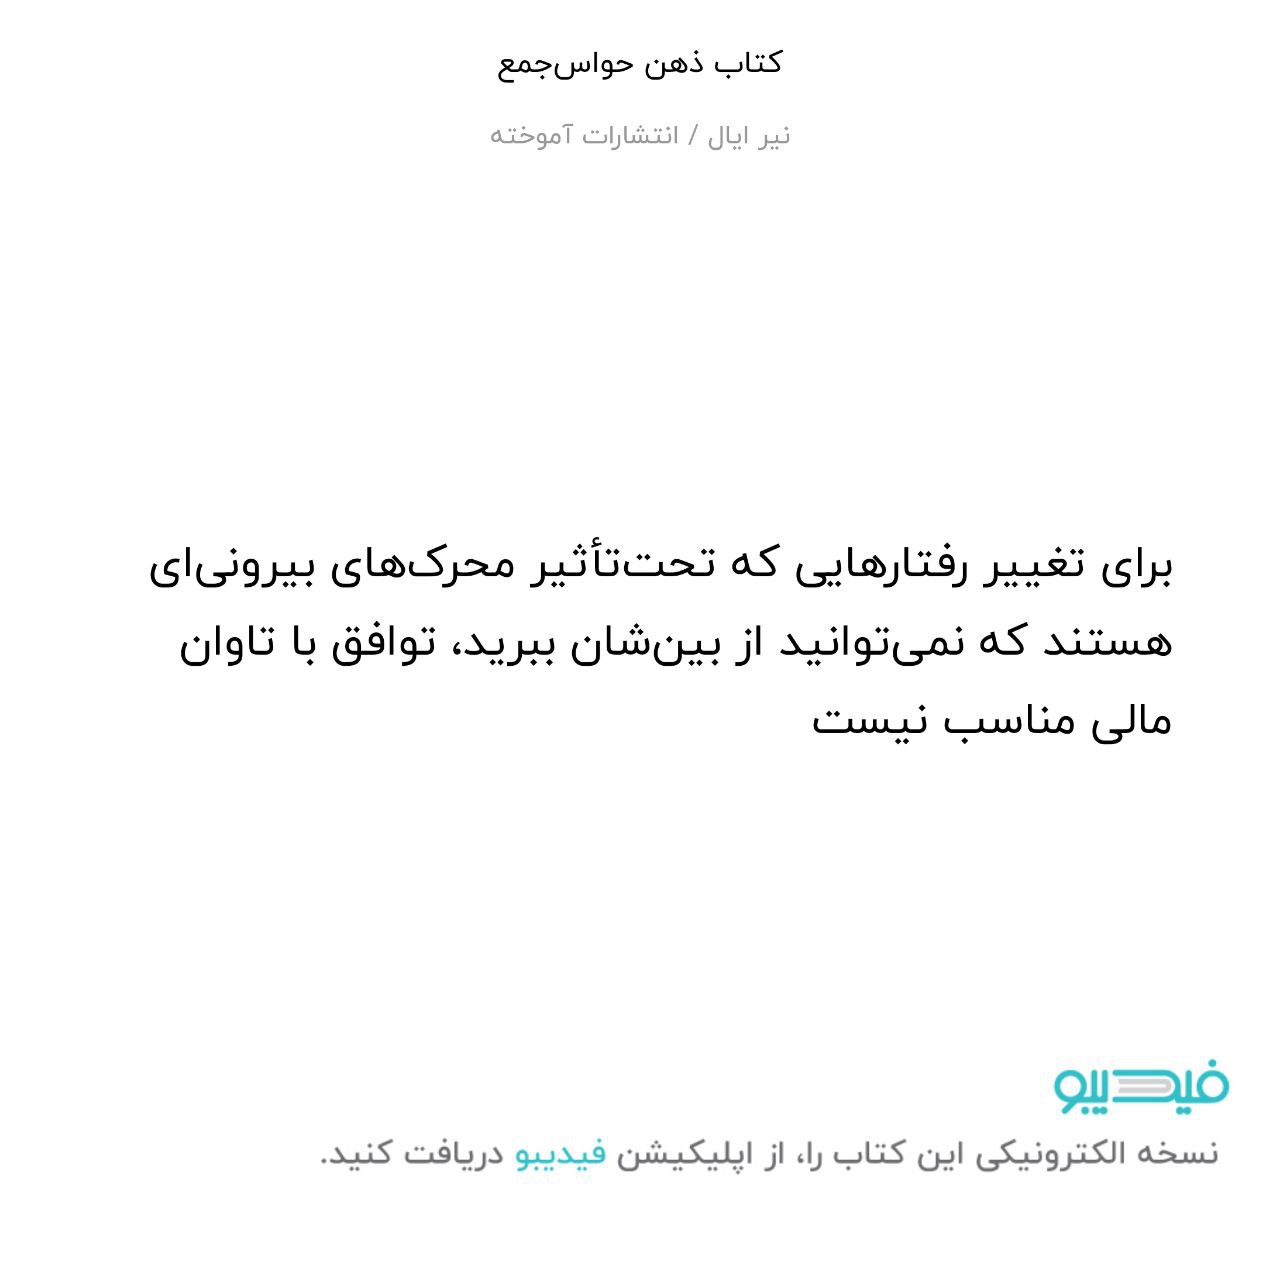 کتاب ذهن حواس‌جمع
نیر ایال / انتشارات آموخته
برای تغییر رفتارهایی که تحت‌تأثیر محرک‌های بیرونی‌ای
هستند که نمی‌توانید از بین‌شان ببرید، توافق با تاوان
مالی مناسب نیست
فیدیبو
نسخه الکترونیکی این کتاب را، از اپلیکیشن فیدیبو دریافت کنید.